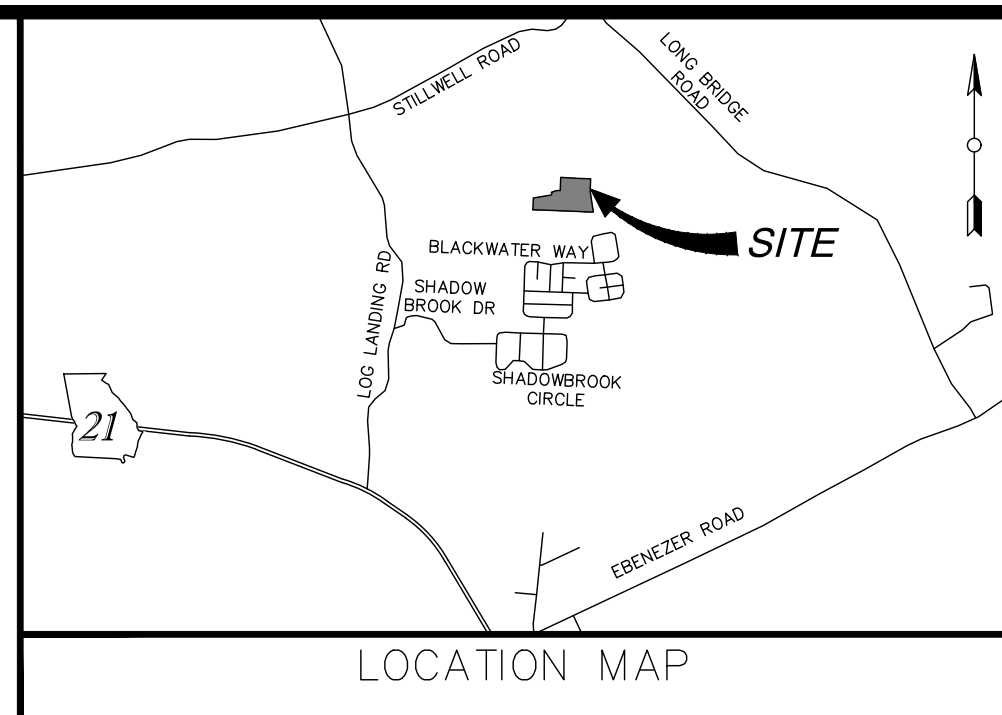 STILLWELL ROAD
LONG BRIDGE
ROAD
SITE
BLACKWATER WAY
LOG LANDING RD
SHADOW
BROOK DR
SHADOWBROOK
CIRCLE
21
EBENEZER ROAD
LOCATION MAP